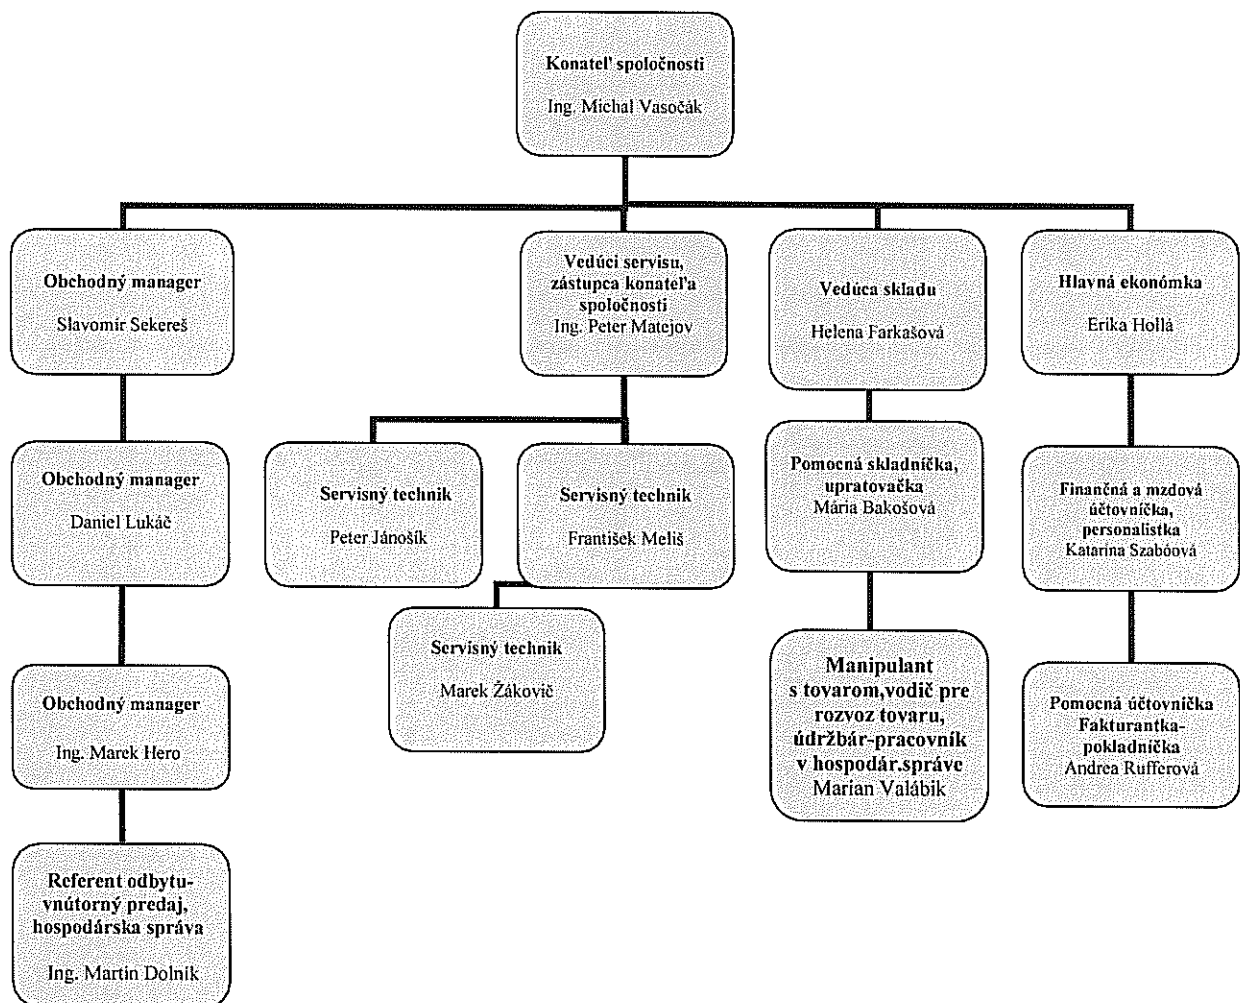 Konateľ spoločnosti
Ing. Michal Vasočák
Obchodný manager
Slavomír Sekereš
Vedúci servisu,
zástupca konateľa
spoločnosti
Ing. Peter Matejov
Vedúca skladu
Helena Farkašová
Hlavná ekonómka
Erika Hollá
Obchodný manager
Daniel Lukáč
Servisný technik
Peter Jánošík
Servisný technik
František Meliš
Pomocná skladníčka,
upratovačka
Mária Bakošová
Finančná a mzdová
účtovníčka,
personalistka
Katarína Szabóová
Servisný technik
Marek Žákovič
Obchodný manager
Ing. Marek Hero
Manipulant
s tovarom,vodič pre
rozvoz tovaru,
údržbár-pracovník
v hospodár.správe
Marian Valábik
Pomocná účtovníčka
Fakturantka-
pokladníčka
Andrea Rufferová
Referent odbytu-
vnútorný predaj,
hospodárska správa
Ing. Martin Dolník